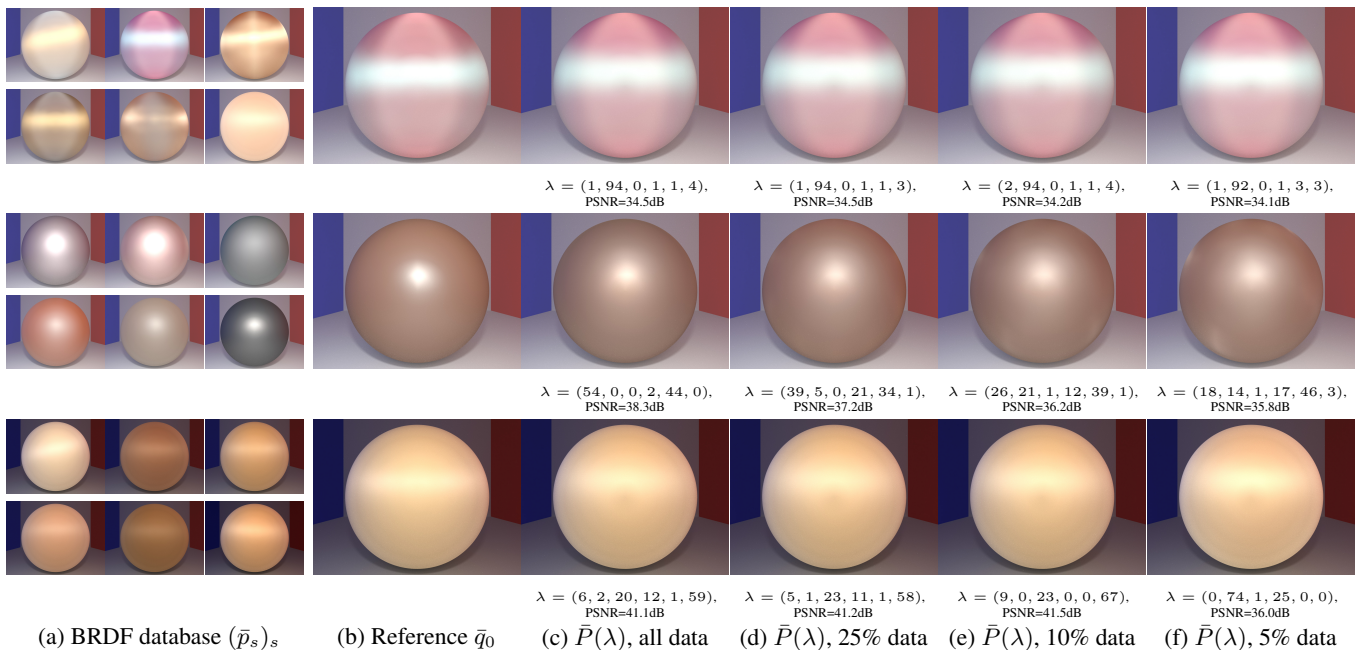 λ = (1, 94, 0, 1, 1, 4),
PSNR=34.5dB
λ = (1, 94, 0, 1, 1, 3),
PSNR=34.5dB
λ = (2, 94, 0, 1, 1, 4),
PSNR=34.2dB
λ = (1, 92, 0, 1, 3, 3),
PSNR=34.1dB
λ = (54, 0, 0, 2, 44, 0),
PSNR=38.3dB
λ = (39, 5, 0, 21, 34, 1),
PSNR=37.2dB
λ = (26, 21, 1, 12, 39, 1),
PSNR=36.2dB
λ = (18, 14, 1, 17, 46, 3),
PSNR=35.8dB
λ = (6, 2, 20, 12, 1, 59),
PSNR=41.1dB
λ = (5, 1, 23, 11, 1, 58),
PSNR=41.2dB
λ = (9, 0, 23, 0, 0, 67),
PSNR=41.5dB
λ = (0, 74, 1, 25, 0, 0),
PSNR=36.0dB
(a) BRDF database (p̄ₛ)ₛ
(b) Reference q̄₀
(c) P̄(λ), all data
(d) P̄(λ), 25% data
(e) P̄(λ), 10% data
(f) P̄(λ), 5% data